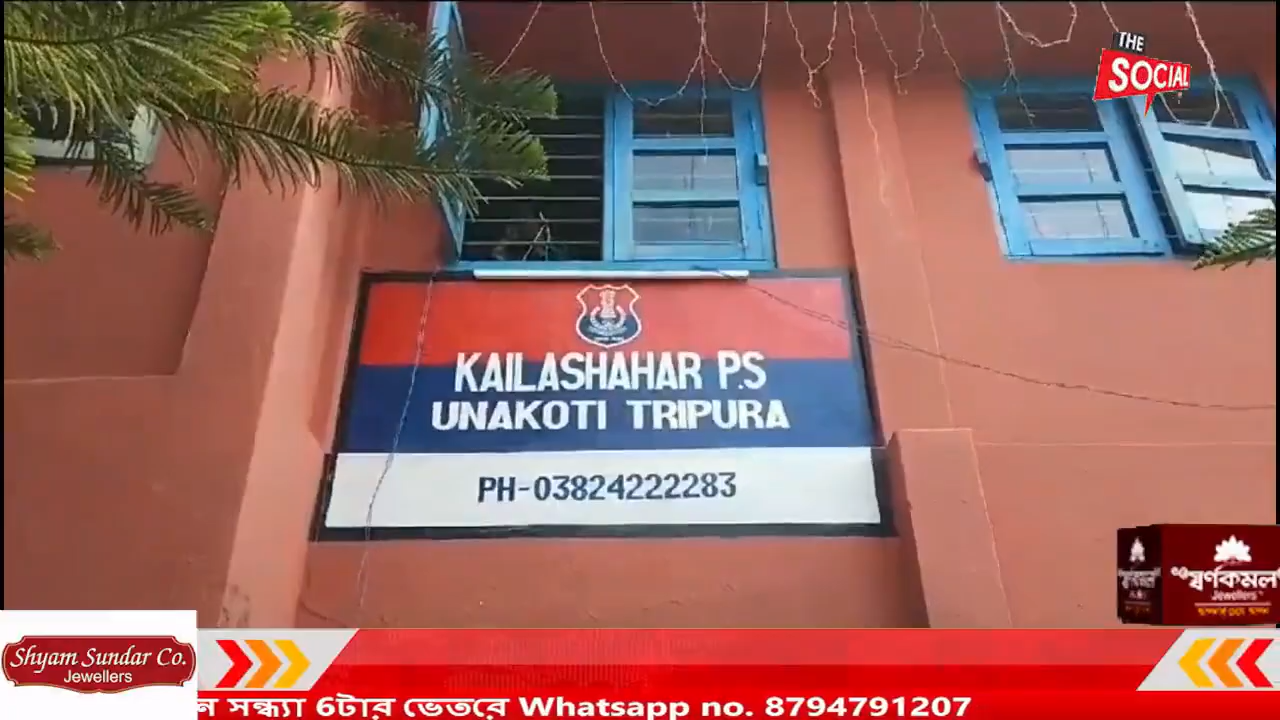 THE
SOCIAL
KAILASHAHAR P.S
UNAKOTI TRIPURA
PH-03824222283
স্বর্ণকমল
Jewellers
Shyam Sundar Co.
Jewellers
ন সন্ধ্যা 6টার ভেতরে Whatsapp no. 8794791207